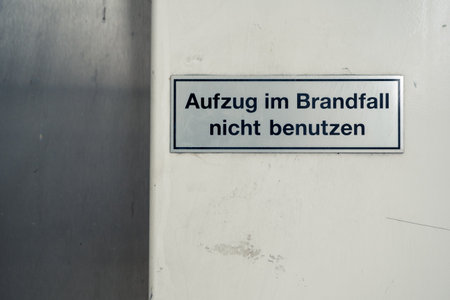 Aufzug im Brandfall
nicht benutzen